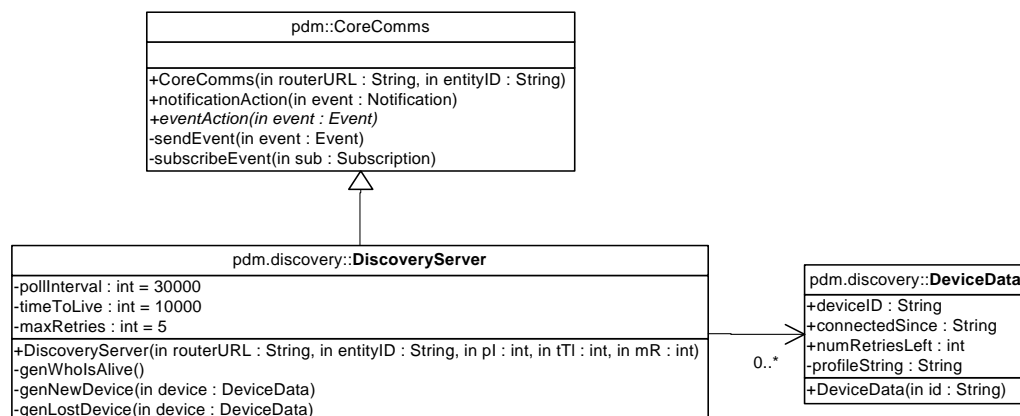 pdm::CoreComms
+CoreComms(in routerURL : String, in entityID : String)
+notificationAction(in event : Notification)
+eventAction(in event : Event)
-sendEvent(in event : Event)
-subscribeEvent(in sub : Subscription)
pdm.discovery::DiscoveryServer
-pollInterval : int = 30000
-timeToLive : int = 10000
-maxRetries : int = 5
+DiscoveryServer(in routerURL : String, in entityID : String, in pI : int, in tTl : int, in mR : int)
-genWhoIsAlive()
-genNewDevice(in device : DeviceData)
-genLostDevice(in device : DeviceData)
0..*
pdm.discovery::DeviceData
+deviceID : String
+connectedSince : String
+numRetriesLeft : int
-profileString : String
+DeviceData(in id : String)